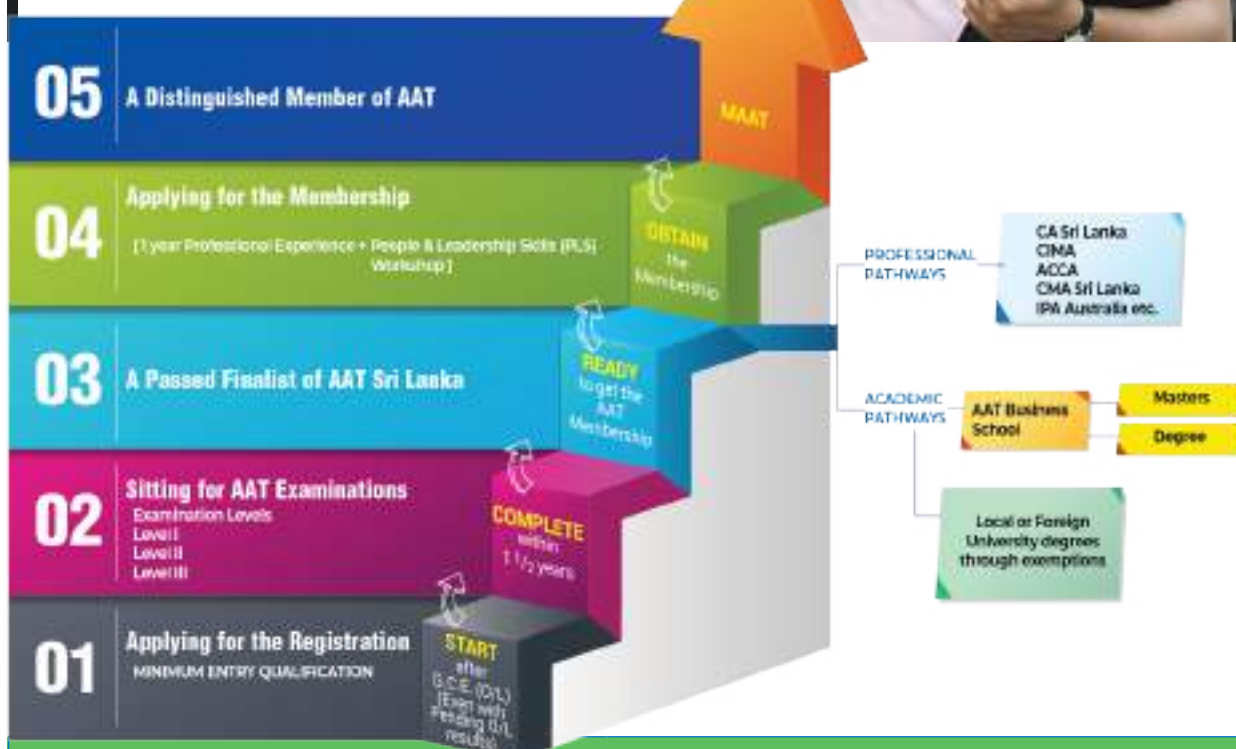 05
A Distinguished Member of AAT
MAAT
04
Applying for the Membership
[1 year Professional Experience + People & Leadership Skills (PLS)
Workshop]
OBTAIN
the
Membership
03
A Passed Finalist of AAT Sri Lanka
READY
to get the
AAT
Membership
02
Sitting for AAT Examinations
Examination Levels
Level I
Level II
Level III
COMPLETE
within
1 1/2 years
01
Applying for the Registration
MINIMUM ENTRY QUALIFICATION
START
after
G.C.E. (O/L)
[Even with
Pending O/L
results]
PROFESSIONAL
PATHWAYS
CA Sri Lanka
CIMA
ACCA
CMA Sri Lanka
IPA Australia etc.
ACADEMIC
PATHWAYS
AAT Business
School
Masters
Degree
Local or Foreign
University degrees
through exemptions